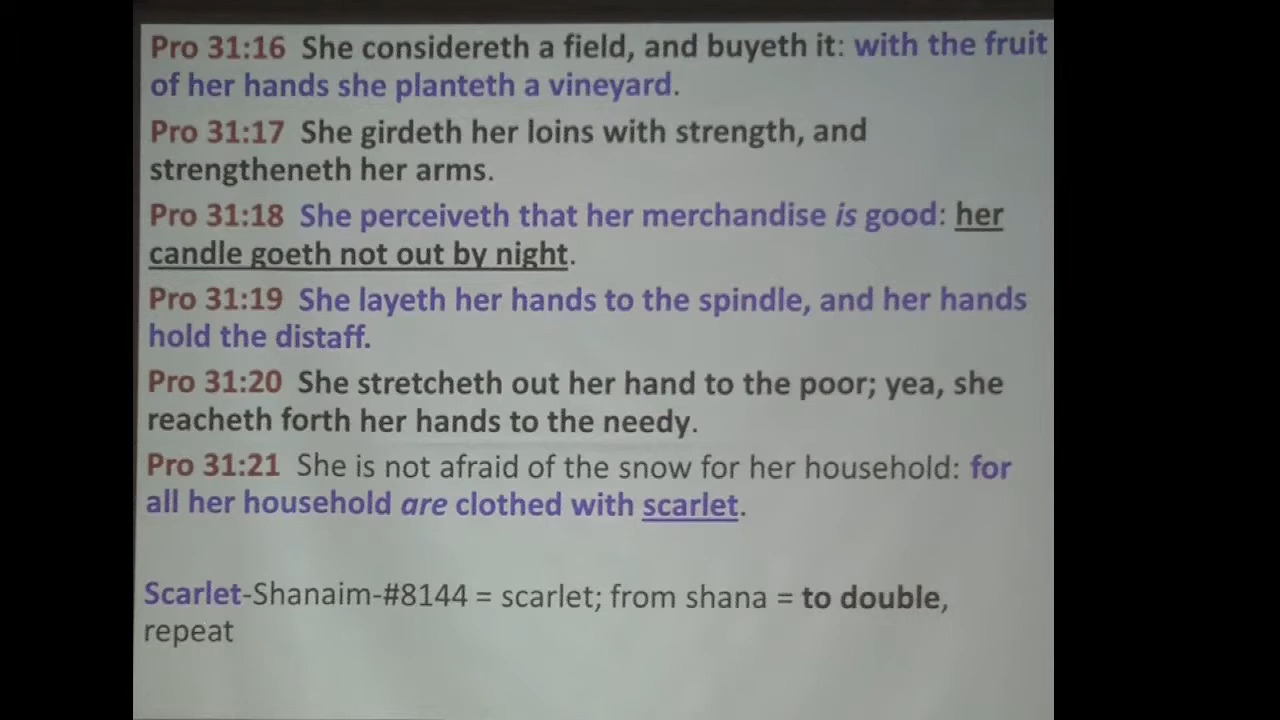 Pro 31:16 She considereth a field, and buyeth it: with the fruit
of her hands she planteth a vineyard.
Pro 31:17 She girdeth her loins with strength, and
strengtheneth her arms.
Pro 31:18 She perceiveth that her merchandise is good: her
candle goeth not out by night.
Pro 31:19 She layeth her hands to the spindle, and her hands
hold the distaff.
Pro 31:20 She stretcheth out her hand to the poor; yea, she
reacheth forth her hands to the needy.
Pro 31:21 She is not afraid of the snow for her household: for
all her household are clothed with scarlet.
Scarlet-Shanaim-#8144 = scarlet; from shana = to double,
repeat